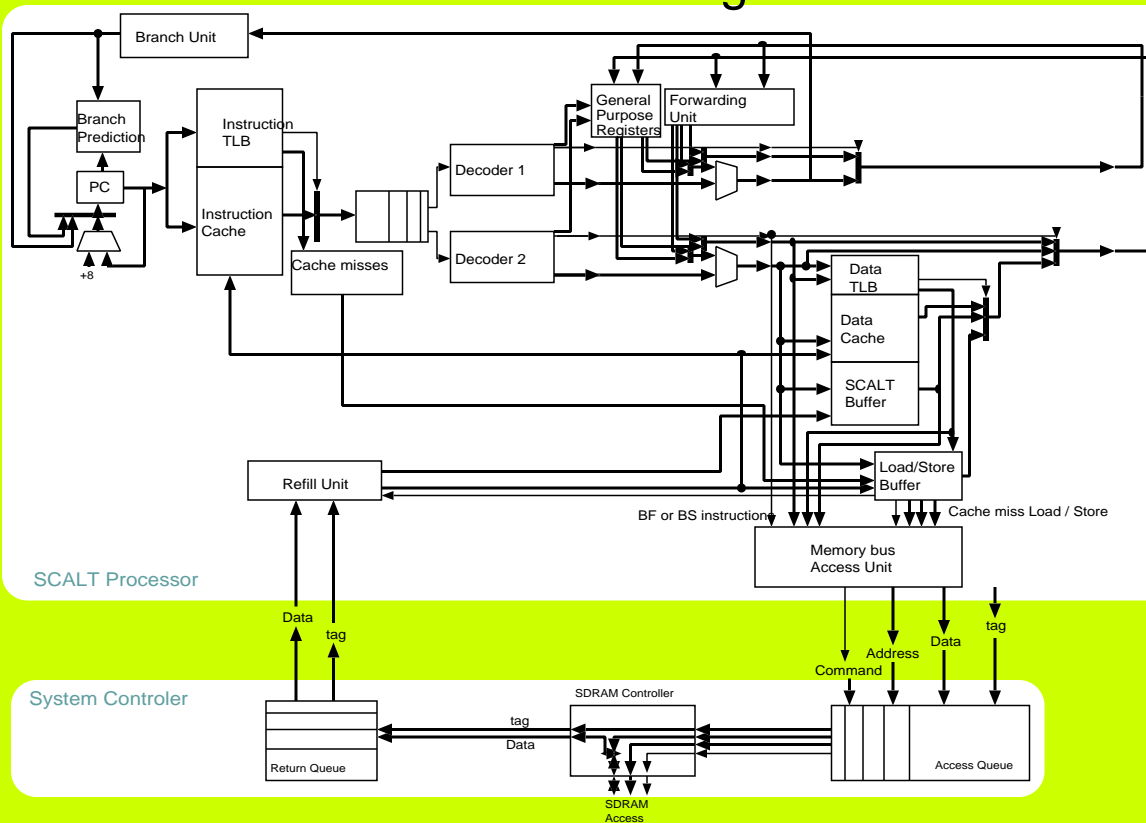 g
Branch Unit
Branch
Prediction
PC
+8
Instruction
TLB
Instruction
Cache
Cache misses
Decoder 1
Decoder 2
General
Purpose
Registers
Forwarding
Unit
Data
TLB
Data
Cache
SCALT
Buffer
Load/Store
Buffer
Refill Unit
BF or BS instructions
Cache miss Load / Store
Memory bus
Access Unit
SCALT Processor
Data
tag
Command
Address
Data
tag
System Controler
SDRAM Controller
tag
Data
Return Queue
Access Queue
SDRAM
Access